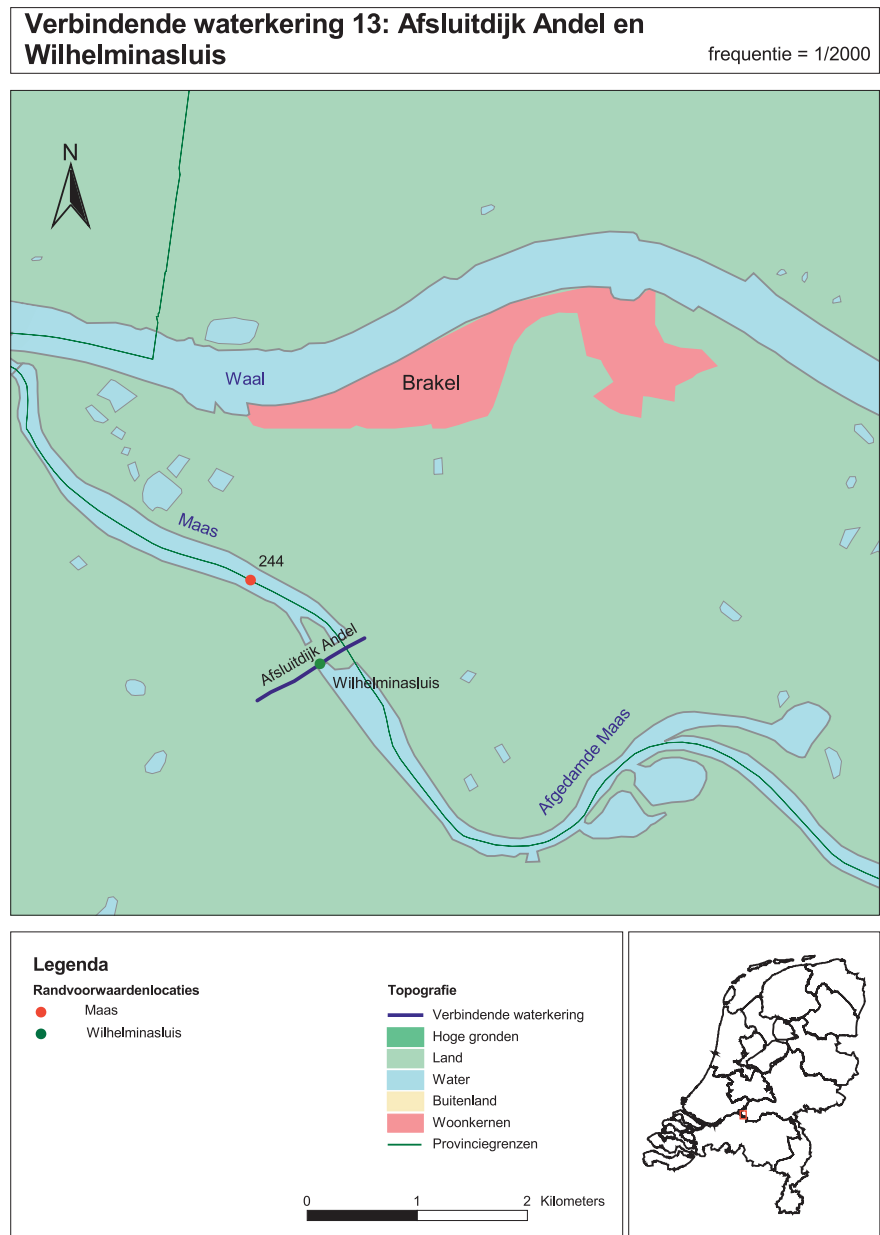 Verbindende waterkering 13: Afsluitdijk Andel en
Wilhelminasluis
frequentie = 1/2000
N
Waal
Brakel
Maas
244
Afsluitdijk Andel
Wilhelminasluis
Afgedamde Maas
Legenda
Randvoorwaardenlocaties
Maas
Wilhelminasluis
Topografie
Verbindende waterkering
Hoge gronden
Land
Water
Buitenland
Woonkernen
Provinciegrenzen
0 1 2 Kilometers